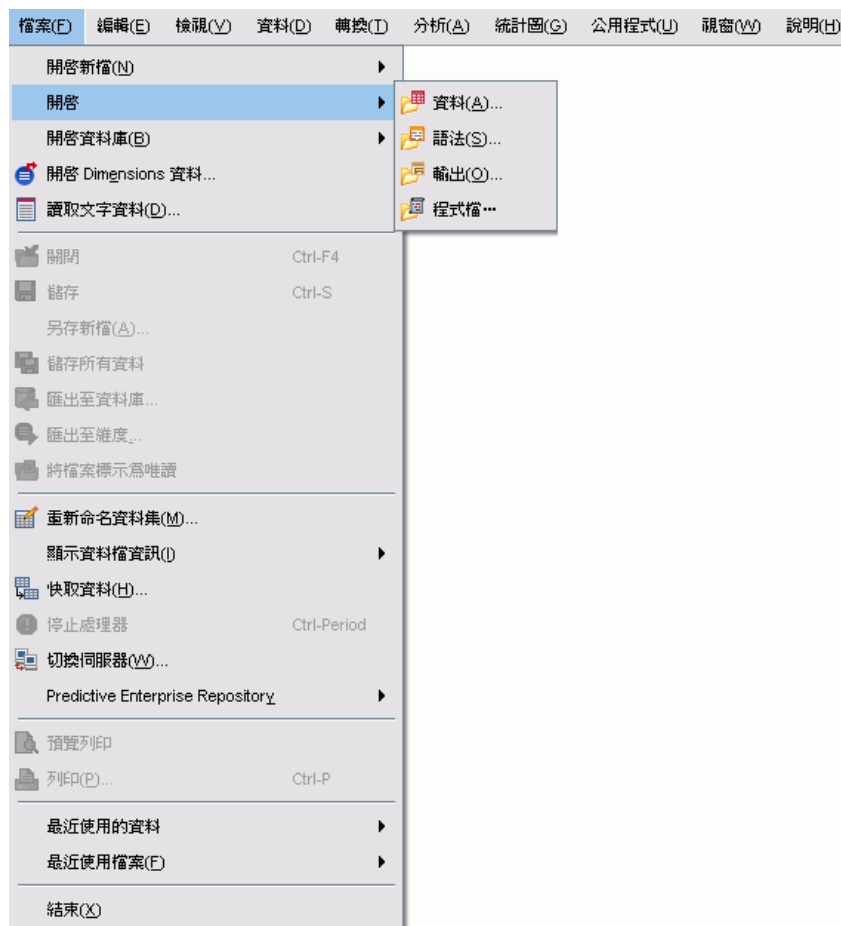 檔案(F) 編輯(E) 檢視(V) 資料(D) 轉換(T) 分析(A) 統計圖(G) 公用程式(U) 視窗(W) 說明(H)
開啓新檔(N)
開啓
資料(A)...
語法(S)...
輸出(O)...
程式檔...
開啓資料庫(B)
開啓 Dimensions 資料...
讀取文字資料(D)...
關閉 Ctrl-F4
儲存 Ctrl-S
另存新檔(A)...
儲存所有資料
匯出至資料庫...
匯出至維度...
將檔案標示爲唯讀
重新命名資料集(M)...
顯示資料檔資訊(I)
快取資料(H)...
停止處理器 Ctrl-Period
切換伺服器(W)...
Predictive Enterprise Repository
預覽列印
列印(P)... Ctrl-P
最近使用的資料
最近使用檔案(F)
結束(X)